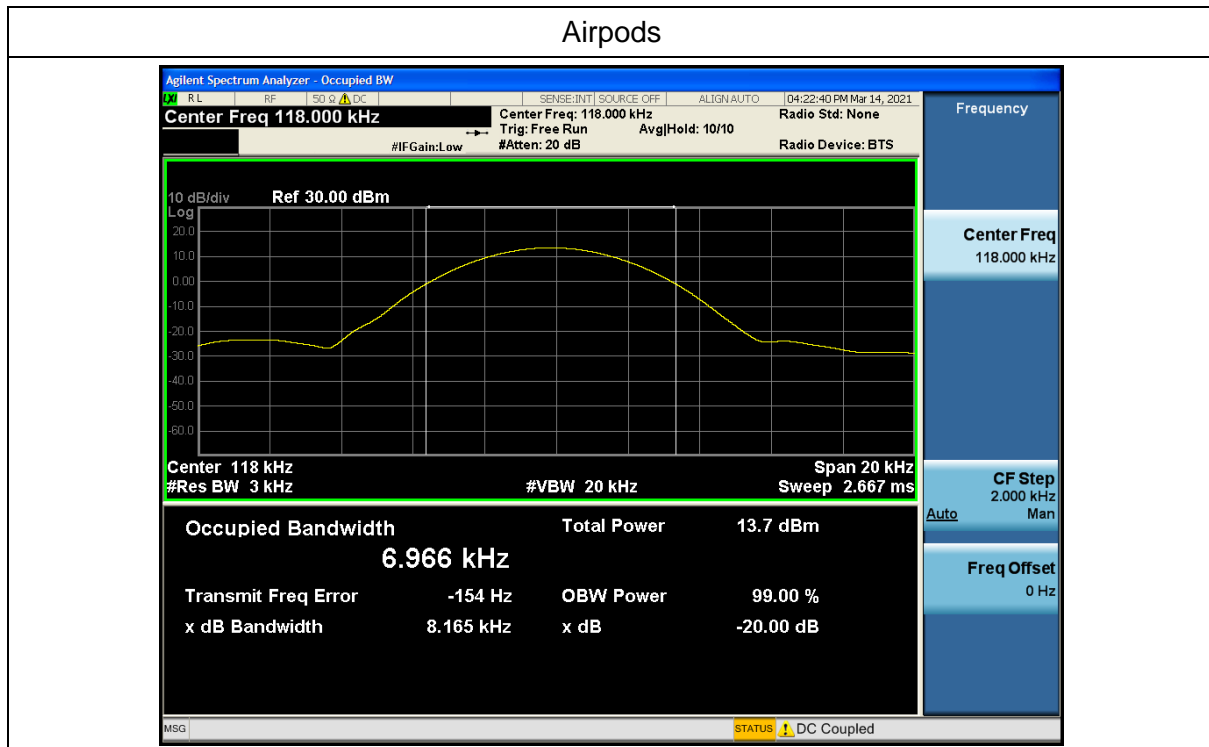 Airpods
Agilent Spectrum Analyzer - Occupied BW
LXI RL RF 50 Ω DC SENSE:INT SOURCE OFF ALIGN AUTO 04:22:40 PM Mar 14, 2021
Center Freq 118.000 kHz
Center Freq: 118.000 kHz
Radio Std: None
Trig: Free Run Avg|Hold: 10/10
#IFGain:Low #Atten: 20 dB
Radio Device: BTS
10 dB/div Ref 30.00 dBm
Log
20.0
10.0
0.00
-10.0
-20.0
-30.0
-40.0
-50.0
-60.0
Center 118 kHz Span 20 kHz
#Res BW 3 kHz #VBW 20 kHz Sweep 2.667 ms
Occupied Bandwidth Total Power 13.7 dBm
6.966 kHz
Transmit Freq Error -154 Hz OBW Power 99.00 %
x dB Bandwidth 8.165 kHz x dB -20.00 dB
Frequency
Center Freq
118.000 kHz
CF Step
2.000 kHz
Auto Man
Freq Offset
0 Hz
MSG STATUS DC Coupled